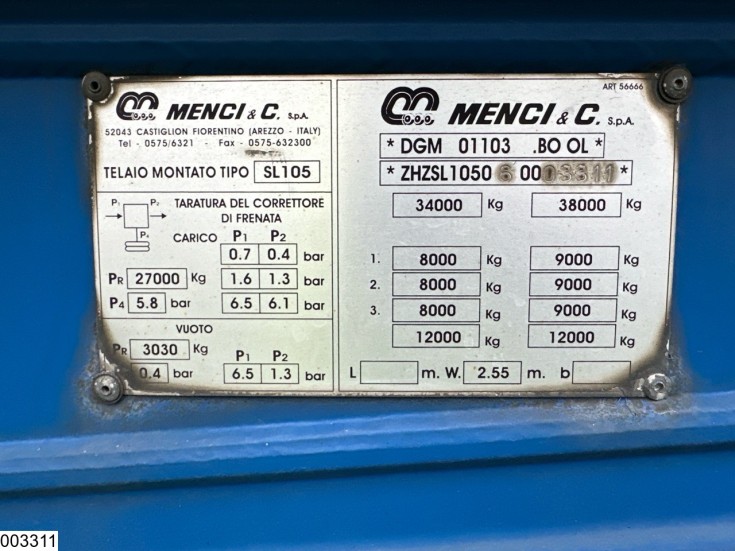 MENCI & C. S.p.A.
52043 CASTIGLION FIORENTINO (AREZZO - ITALY)
Tel - 0575/6321 - Fax - 0575-632300
TELAIO MONTATO TIPO SL105
P₁ P₂ TARATURA DEL CORRETTORE
DI FRENATA
P₄
CARICO P₁ P₂
0.7 0.4 bar
PR 27000 Kg 1.6 1.3 bar
P4 5.8 bar 6.5 6.1 bar
VUOTO
PR 3030 Kg P₁ P₂
0.4 bar 6.5 1.3 bar
ART 56666
MENCI & C. S.p.A.
* DGM 01103 .BO OL *
* ZHZSL1050 6 00 03311 *
34000 Kg 38000 Kg
1. 8000 Kg 9000 Kg
2. 8000 Kg 9000 Kg
3. 8000 Kg 9000 Kg
12000 Kg 12000 Kg
L m. W. 2.55 m. b
003311